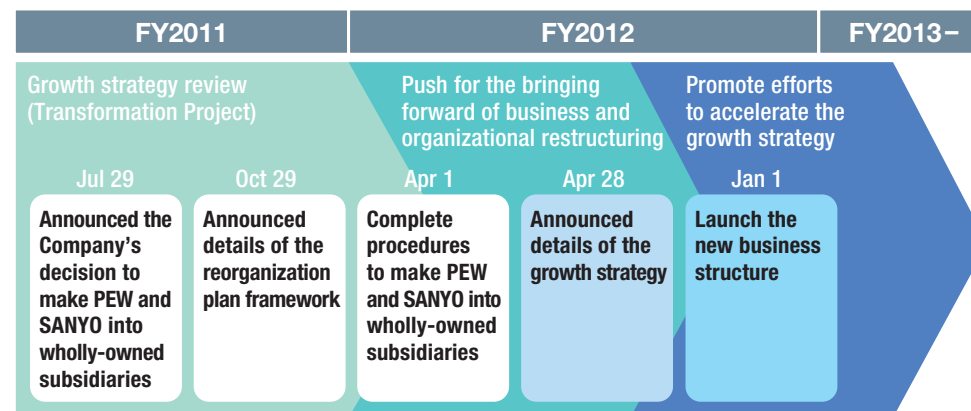 FY2011
FY2012
FY2013–
Growth strategy review
(Transformation Project)
Push for the bringing
forward of business and
organizational restructuring
Promote efforts
to accelerate the
growth strategy
Jul 29
Announced the
Company’s
decision to
make PEW and
SANYO into
wholly-owned
subsidiaries
Oct 29
Announced
details of the
reorganization
plan framework
Apr 1
Complete
procedures
to make PEW
and SANYO into
wholly-owned
subsidiaries
Apr 28
Announced
details of the
growth strategy
Jan 1
Launch the
new business
structure